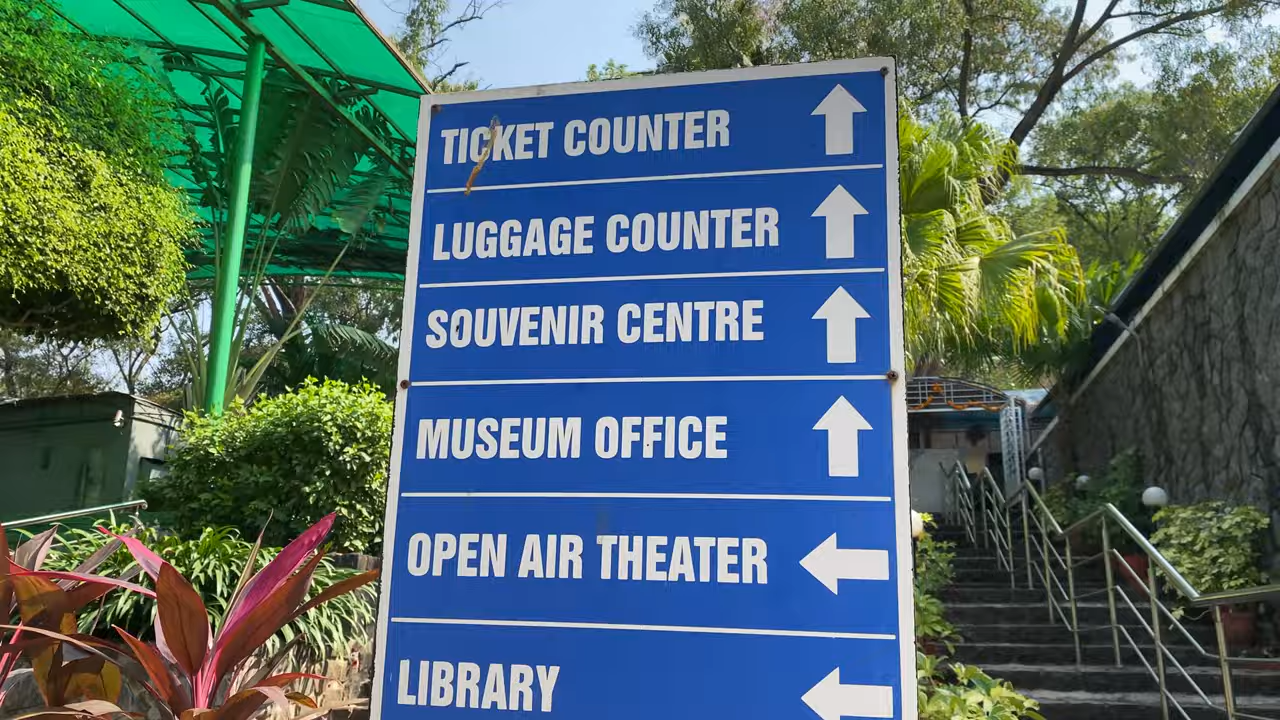 TICKET COUNTER
LUGGAGE COUNTER
SOUVENIR CENTRE
MUSEUM OFFICE
OPEN AIR THEATER
LIBRARY